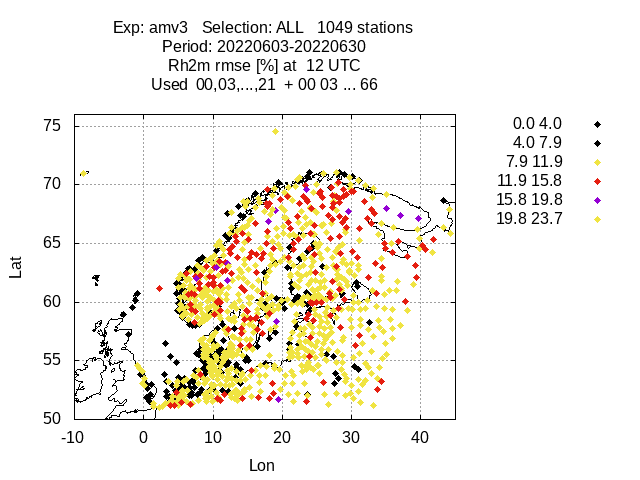 Exp: amv3   Selection: ALL   1049 stations
Period: 20220603-20220630
Rh2m rmse [%] at  12 UTC
Used  00,03,...,21  + 00 03 ... 66
0.0 4.0
4.0 7.9
7.9 11.9
11.9 15.8
15.8 19.8
19.8 23.7
75
70
65
60
55
50
Lat
-10 0 10 20 30 40
Lon